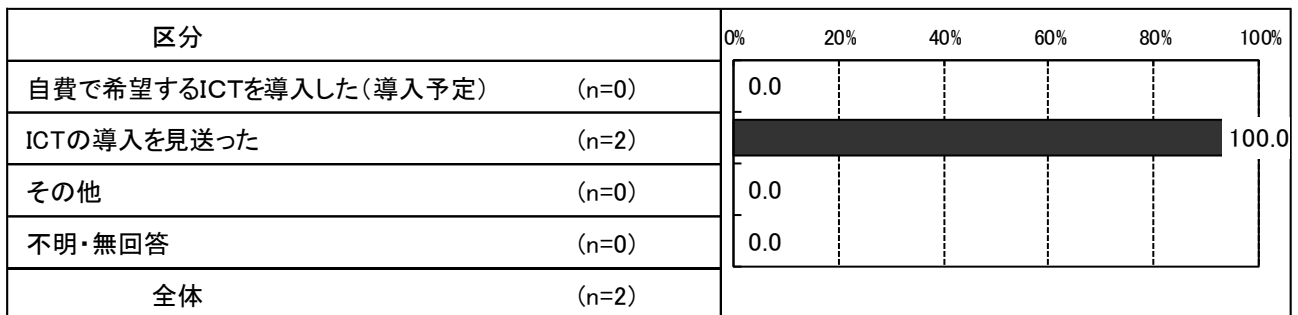 区分 0% 20% 40% 60% 80% 100%
自費で希望するICTを導入した（導入予定） （n=0） 0.0
ICTの導入を見送った （n=2） 100.0
その他 （n=0） 0.0
不明・無回答 （n=0） 0.0
全体 （n=2）